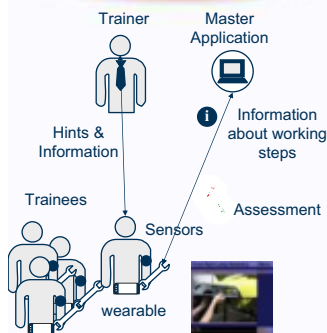 Trainer
Master
Application
i
Information
about working
steps
Hints &
Information
Trainees
Assessment
Sensors
wearable